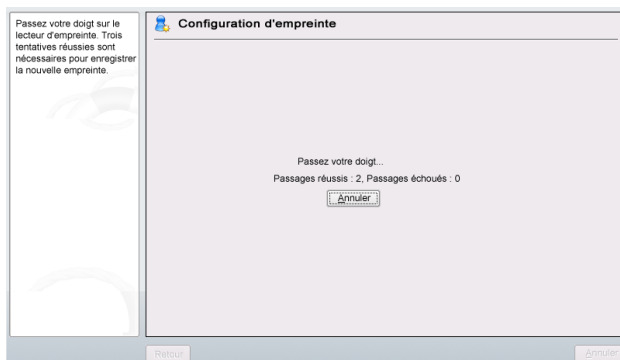 Passez votre doigt sur le
lecteur d'empreinte. Trois
tentatives réussies sont
nécessaires pour enregistrer
la nouvelle empreinte.
Configuration d'empreinte
Passez votre doigt...
Passages réussis : 2, Passages échoués : 0
Annuler
Retour
Annuler